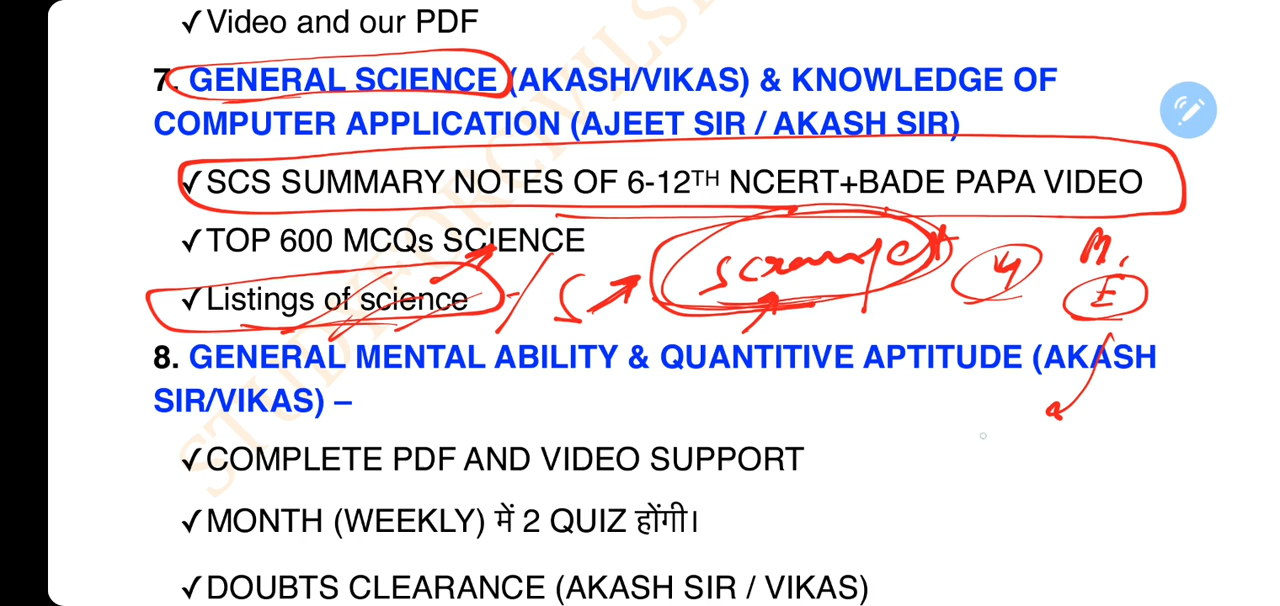 ✓Video and our PDF
7. GENERAL SCIENCE (AKASH/VIKAS) & KNOWLEDGE OF
COMPUTER APPLICATION (AJEET SIR / AKASH SIR)
✓SCS SUMMARY NOTES OF 6-12TH NCERT+BADE PAPA VIDEO
✓TOP 600 MCQs SCIENCE
✓Listings of science
M.
E
8. GENERAL MENTAL ABILITY & QUANTITIVE APTITUDE (AKASH
SIR/VIKAS) –
✓COMPLETE PDF AND VIDEO SUPPORT
✓MONTH (WEEKLY) में 2 QUIZ होंगी।
✓DOUBTS CLEARANCE (AKASH SIR / VIKAS)